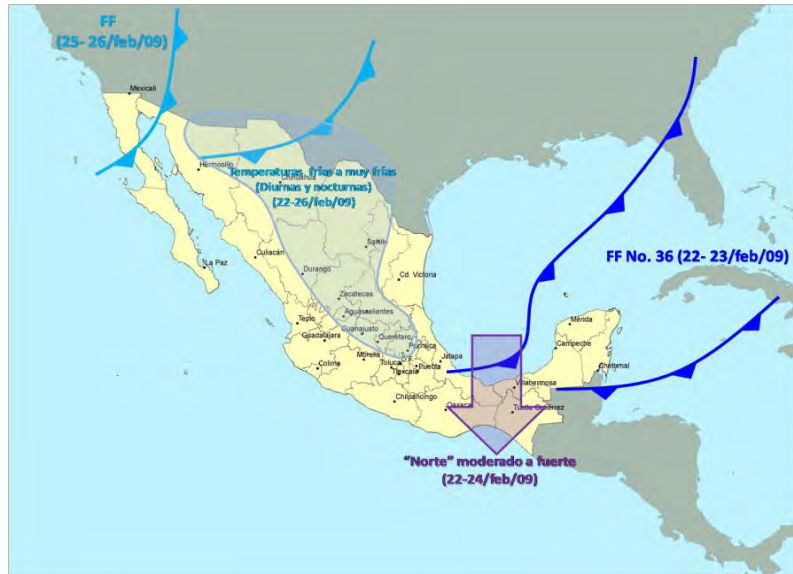 FF
(25- 26/feb/09)
Mexicali
Hermosillo
Temperaturas frías a muy frías
Chihuahua
(Diurnas y nocturnas)
(22-26/feb/09)
Saltillo
FF No. 36 (22- 23/feb/09)
La Paz
Culiacán
Durango
Cd. Victoria
Zacatecas
Aguascalientes
Tepic
Guanajuato
Guadalajara
Querétaro
Pachuca
Mérida
Campeche
Colima
Morelia
Toluca
D.F.
Jalapa
Tlaxcala
Puebla
Chetumal
Villahermosa
Chilpancingo
Oaxaca
Tuxtla Gutiérrez
"Norte" moderado a fuerte
(22-24/feb/09)